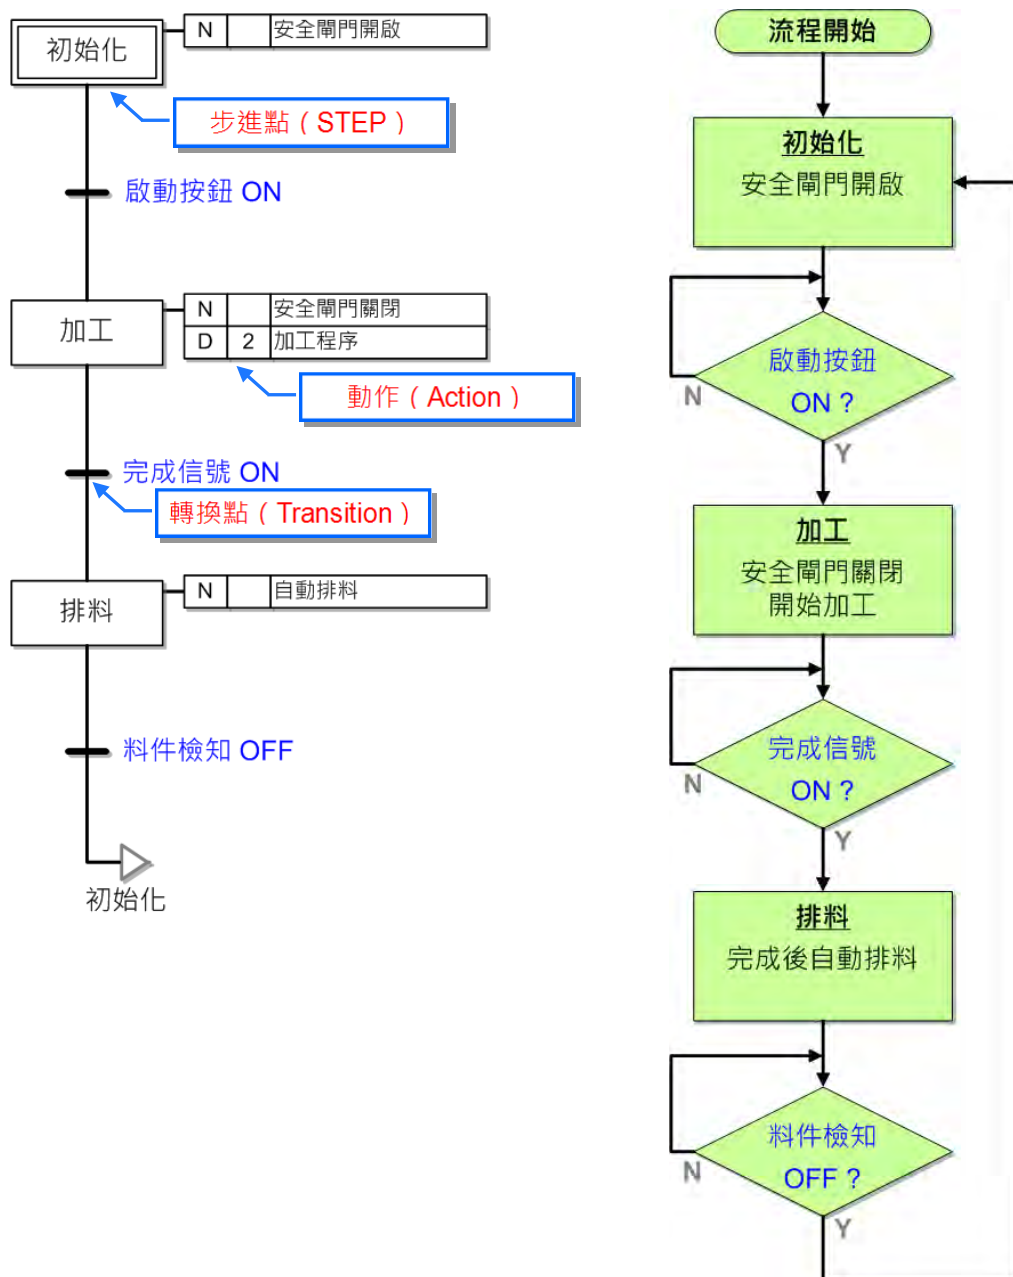 初始化
N 安全閘門開啟
步進點（STEP）
啟動按鈕 ON
加工
N 安全閘門關閉
D 2 加工程序
動作（Action）
完成信號 ON
轉換點（Transition）
排料
N 自動排料
料件檢知 OFF
初始化
流程開始
初始化
安全閘門開啟
啟動按鈕
ON？
N
Y
加工
安全閘門關閉
開始加工
完成信號
ON？
N
Y
排料
完成後自動排料
料件檢知
OFF？
N
Y